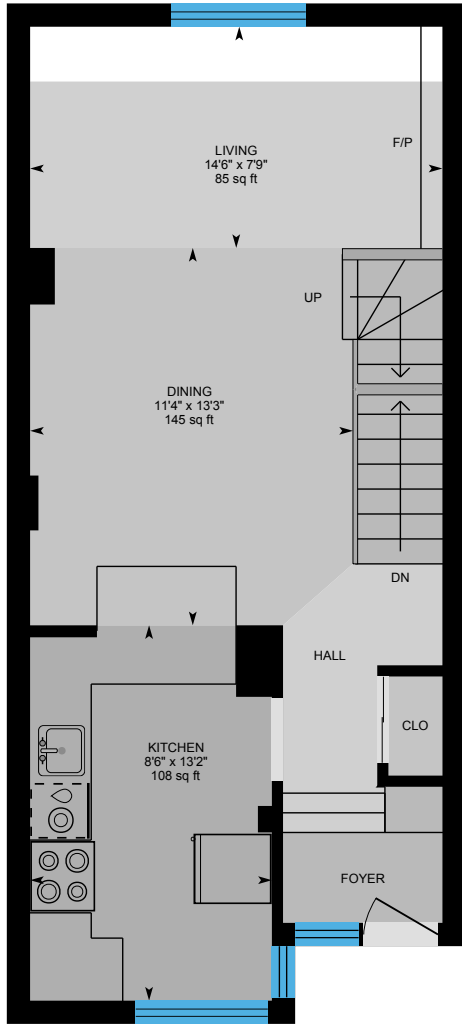 LIVING
14'6" x 7'9"
85 sq ft
F/P
UP
DINING
11'4" x 13'3"
145 sq ft
DN
HALL
CLO
KITCHEN
8'6" x 13'2"
108 sq ft
FOYER